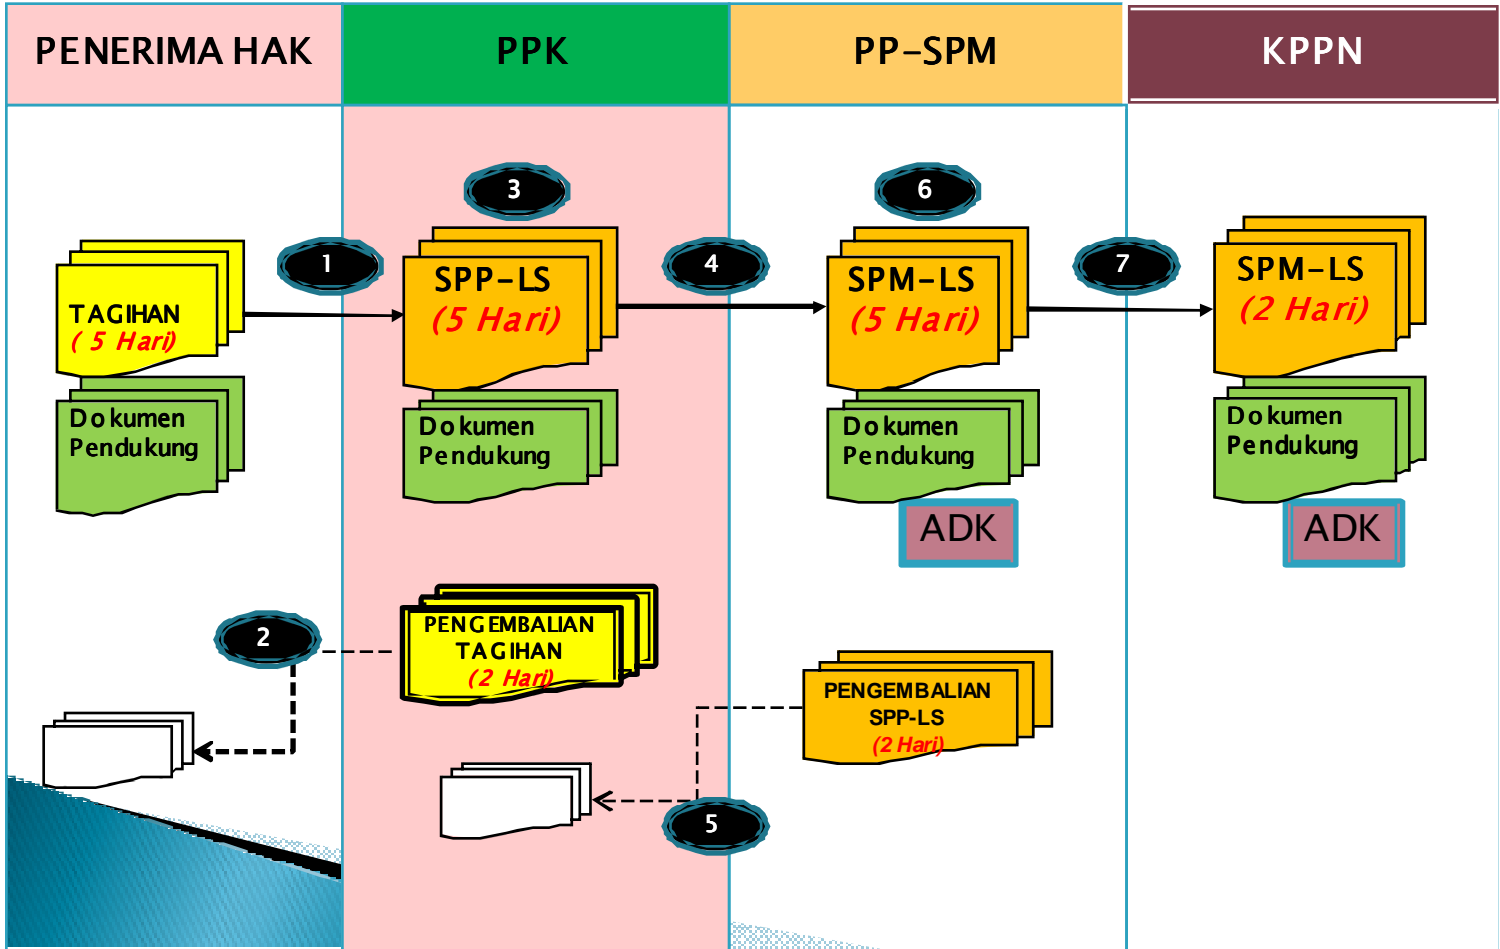 PENERIMA HAK
PPK
PP-SPM
KPPN
3
6
1
4
7
TAGIHAN
( 5 Hari)
SPP-LS
(5 Hari)
SPM-LS
(5 Hari)
SPM-LS
(2 Hari)
Dokumen
Pendukung
Dokumen
Pendukung
Dokumen
Pendukung
Dokumen
Pendukung
ADK
ADK
2
PENGEMBALIAN
TAGIHAN
(2 Hari)
PENGEMBALIAN
SPP-LS
(2 Hari)
5